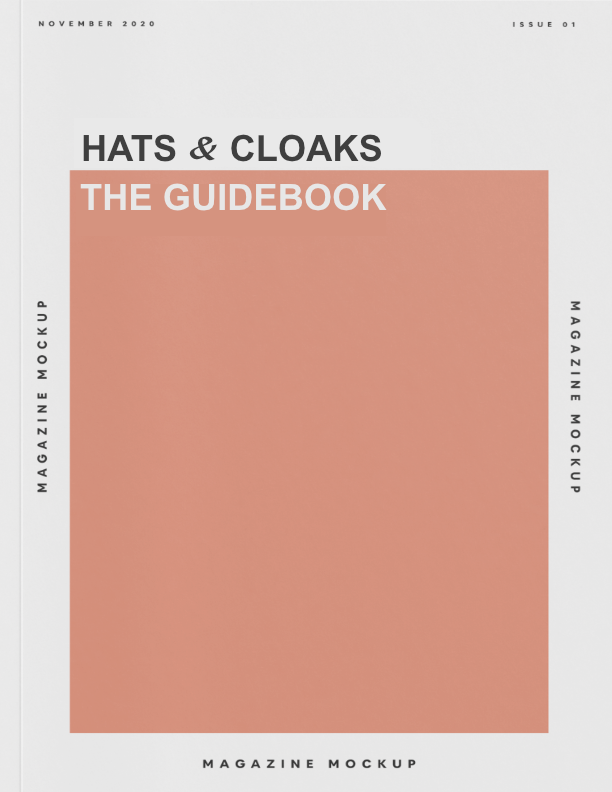 NOVEMBER 2020
ISSUE 01
HATS & CLOAKS
THE GUIDEBOOK
MAGAZINE MOCKUP
MAGAZINE MOCKUP
MAGAZINE MOCKUP